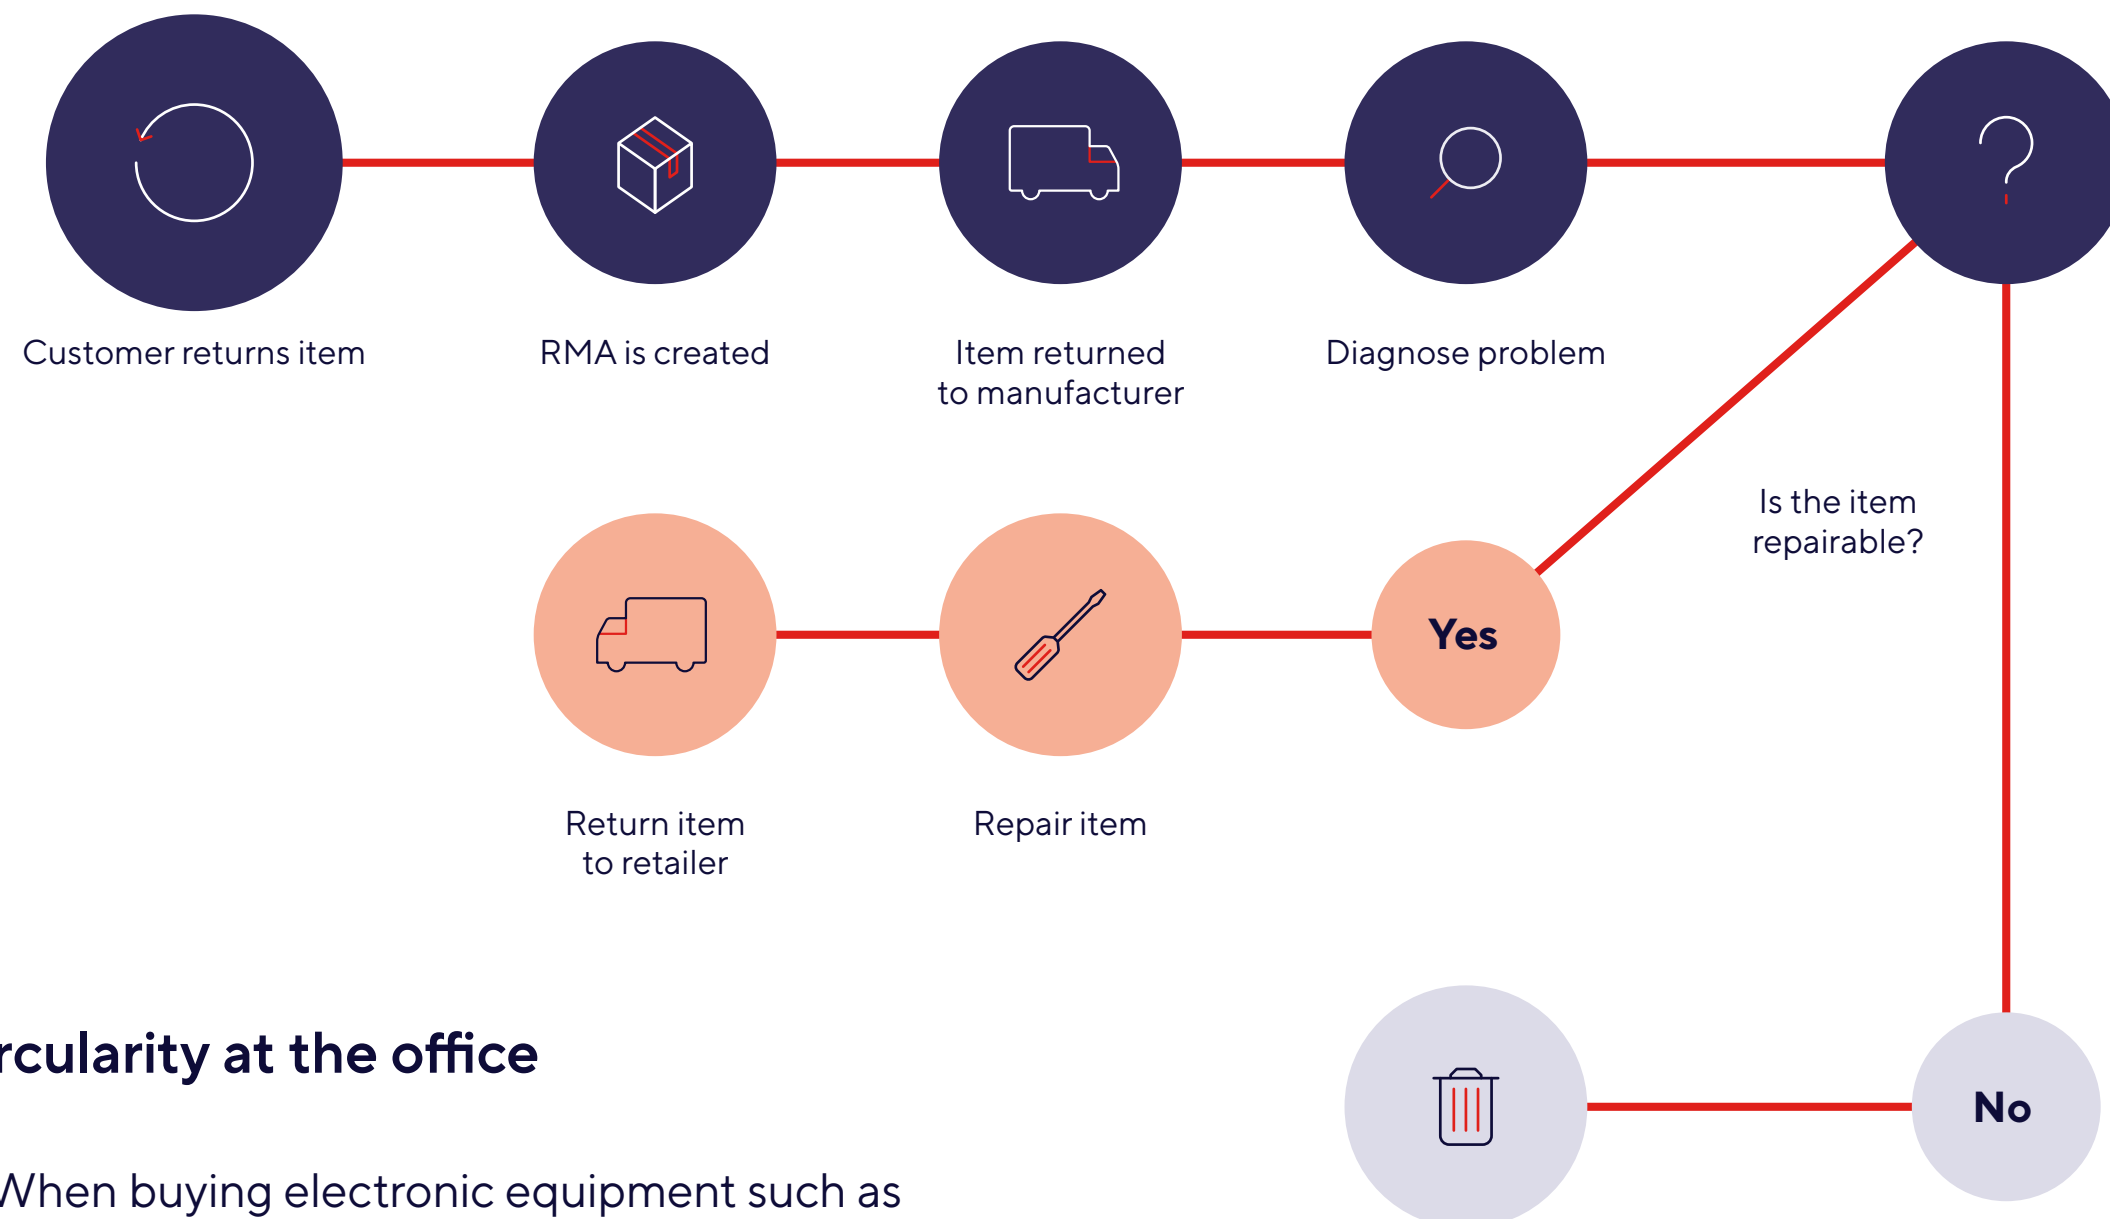 Customer returns item
RMA is created
Item returned
to manufacturer
Diagnose problem
Is the item
repairable?
Yes
Repair item
Return item
to retailer
No
rcularity at the office
When buying electronic equipment such as